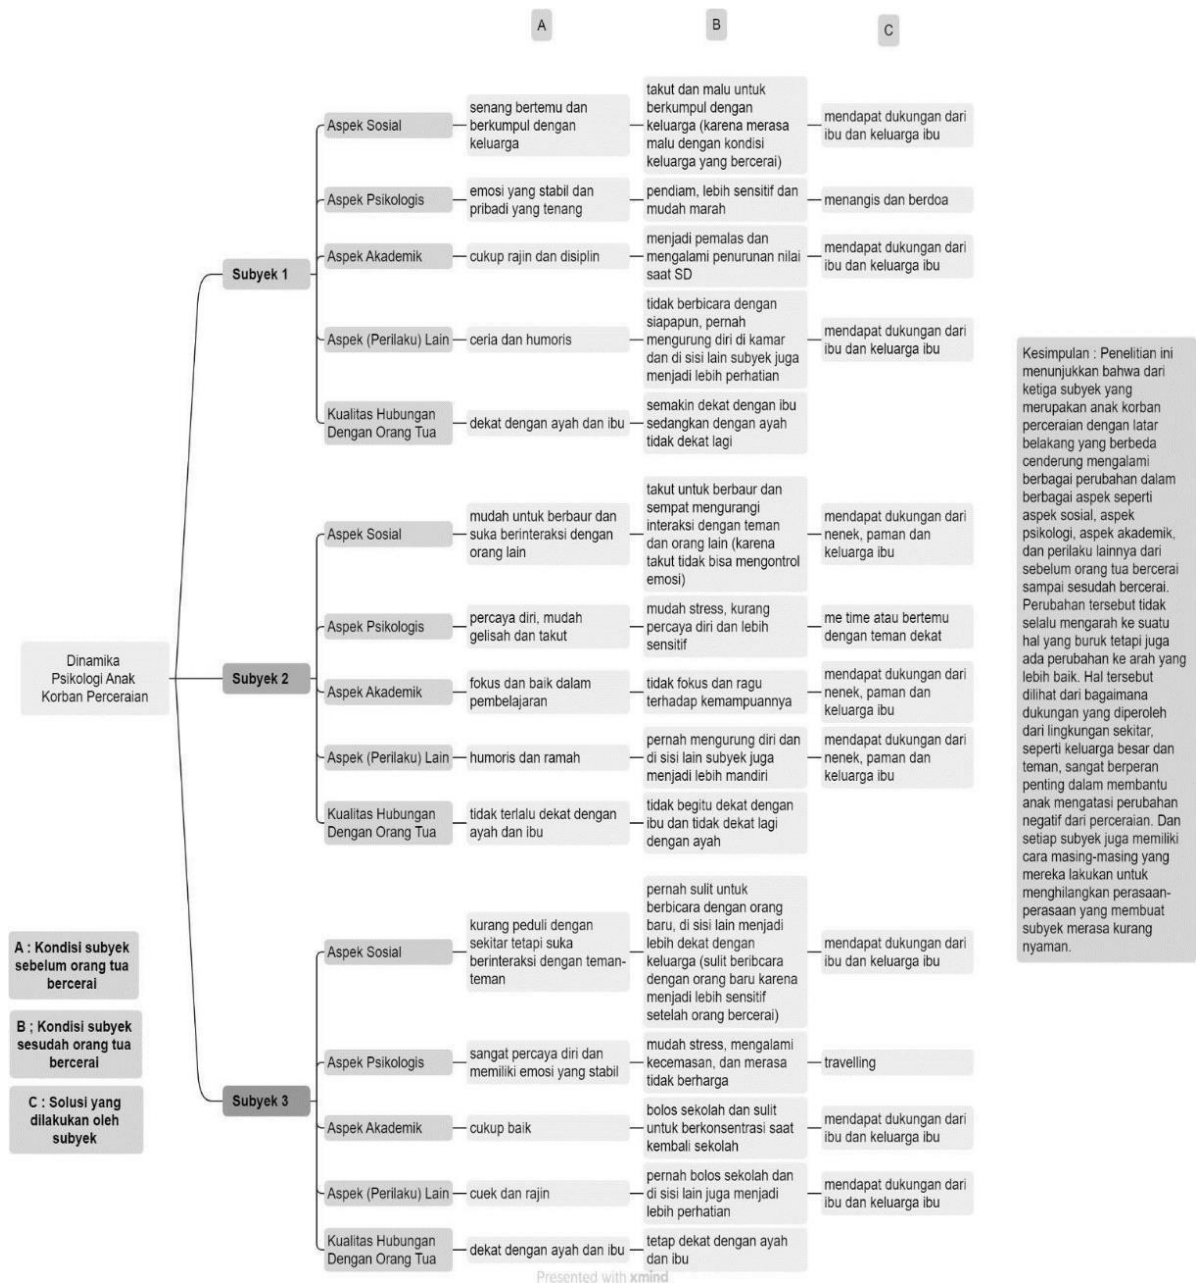 A
B
C
Aspek Sosial
senang bertemu dan
berkumpul dengan
keluarga
takut dan malu untuk
berkumpul dengan
keluarga (karena merasa
malu dengan kondisi
keluarga yang bercerai)
mendapat dukungan dari
ibu dan keluarga ibu
Aspek Psikologis
emosi yang stabil dan
pribadi yang tenang
pendiam, lebih sensitif dan
mudah marah
menangis dan berdoa
Subyek 1
Aspek Akademik
cukup rajin dan disiplin
menjadi pemalas dan
mengalami penurunan nilai
saat SD
mendapat dukungan dari
ibu dan keluarga ibu
Aspek (Perilaku) Lain
ceria dan humoris
tidak berbicara dengan
siapapun, pernah
mengurung diri di kamar
dan di sisi lain subyek juga
menjadi lebih perhatian
mendapat dukungan dari
ibu dan keluarga ibu
Kualitas Hubungan
Dengan Orang Tua
dekat dengan ayah dan ibu
semakin dekat dengan ibu
sedangkan dengan ayah
tidak dekat lagi
Aspek Sosial
mudah untuk berbaur dan
suka berinteraksi dengan
orang lain
takut untuk berbaur dan
sempat mengurangi
interaksi dengan teman
dan orang lain (karena
takut tidak bisa mengontrol
emosi)
mendapat dukungan dari
nenek, paman dan
keluarga ibu
Aspek Psikologis
percaya diri, mudah
gelisah dan takut
mudah stress, kurang
percaya diri dan lebih
sensitif
me time atau bertemu
dengan teman dekat
Dinamika
Psikologi Anak
Korban Perceraian
Subyek 2
Aspek Akademik
fokus dan baik dalam
pembelajaran
tidak fokus dan ragu
terhadap kemampuannya
mendapat dukungan dari
nenek, paman dan
keluarga ibu
Aspek (Perilaku) Lain
humoris dan ramah
pernah mengurung diri dan
di sisi lain subyek juga
menjadi lebih mandiri
mendapat dukungan dari
nenek, paman dan
keluarga ibu
Kualitas Hubungan
Dengan Orang Tua
tidak terlalu dekat dengan
ayah dan ibu
tidak begitu dekat dengan
ibu dan tidak dekat lagi
dengan ayah
Aspek Sosial
kurang peduli dengan
sekitar tetapi suka
berinteraksi dengan teman-
teman
pernah sulit untuk
berbicara dengan orang
baru, di sisi lain menjadi
lebih dekat dengan
keluarga (sulit beribcara
dengan orang baru karena
menjadi lebih sensitif
setelah orang bercerai)
mendapat dukungan dari
ibu dan keluarga ibu
Aspek Psikologis
sangat percaya diri dan
memiliki emosi yang stabil
mudah stress, mengalami
kecemasan, dan merasa
tidak berharga
travelling
Subyek 3
Aspek Akademik
cukup baik
bolos sekolah dan sulit
untuk berkonsentrasi saat
kembali sekolah
mendapat dukungan dari
ibu dan keluarga ibu
Aspek (Perilaku) Lain
cuek dan rajin
pernah bolos sekolah dan
di sisi lain juga menjadi
lebih perhatian
mendapat dukungan dari
ibu dan keluarga ibu
Kualitas Hubungan
Dengan Orang Tua
dekat dengan ayah dan ibu
tetap dekat dengan ayah
dan ibu
A : Kondisi subyek
sebelum orang tua
bercerai
B ; Kondisi subyek
sesudah orang tua
bercerai
C : Solusi yang
dilakukan oleh
subyek
Kesimpulan : Penelitian ini
menunjukkan bahwa dari
ketiga subyek yang
merupakan anak korban
perceraian dengan latar
belakang yang berbeda
cenderung mengalami
berbagai perubahan dalam
berbagai aspek seperti
aspek sosial, aspek
psikologi, aspek akademik,
dan perilaku lainnya dari
sebelum orang tua bercerai
sampai sesudah bercerai.
Perubahan tersebut tidak
selalu mengarah ke suatu
hal yang buruk tetapi juga
ada perubahan ke arah yang
lebih baik. Hal tersebut
dilihat dari bagaimana
dukungan yang diperoleh
dari lingkungan sekitar,
seperti keluarga besar dan
teman, sangat berperan
penting dalam membantu
anak mengatasi perubahan
negatif dari perceraian. Dan
setiap subyek juga memiliki
cara masing-masing yang
mereka lakukan untuk
menghilangkan perasaan-
perasaan yang membuat
subyek merasa kurang
nyaman.
Presented with xmind